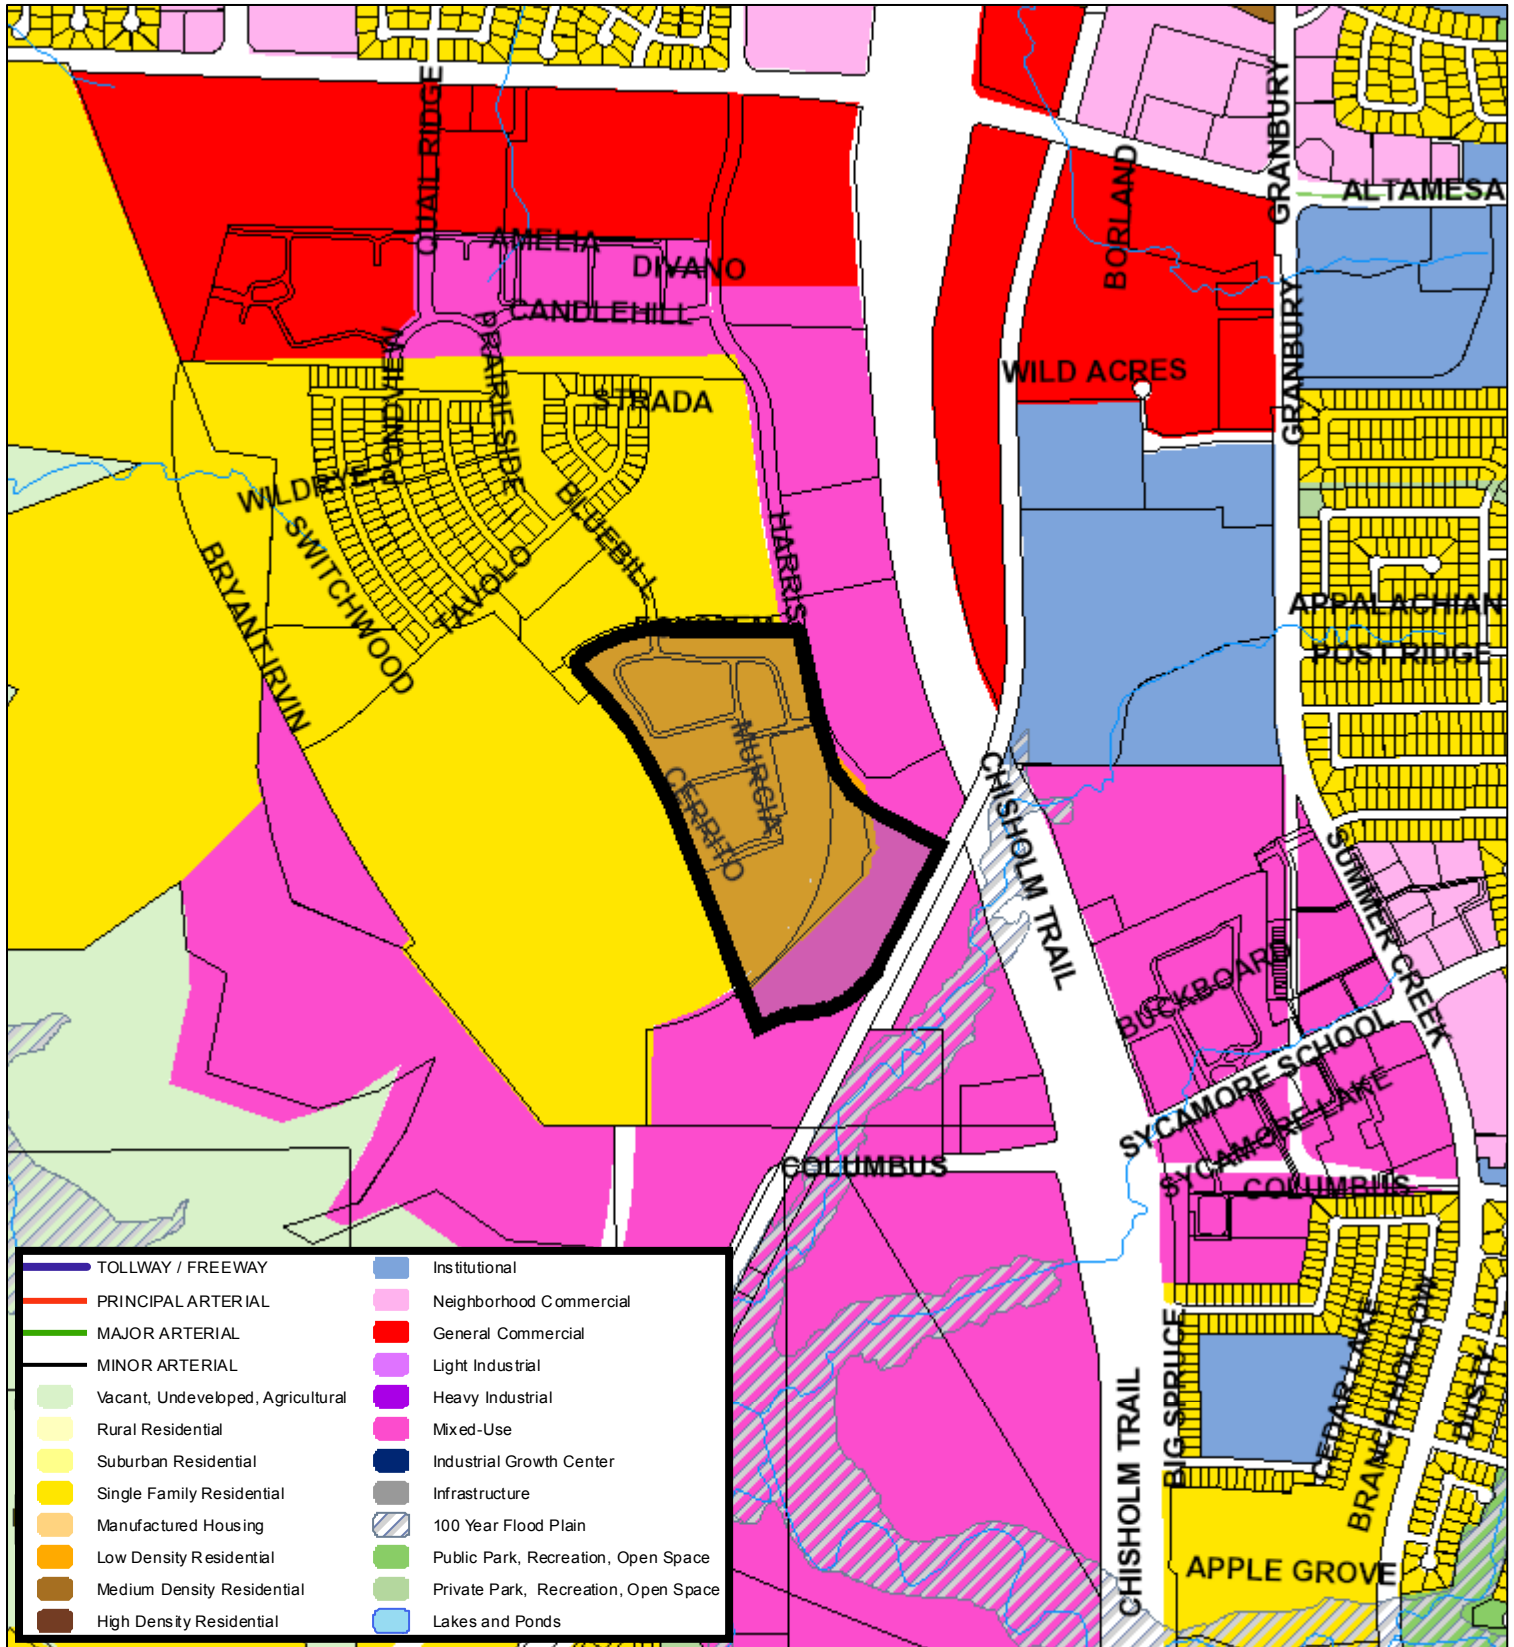 QUAIL RIDGE
GRANBURY
BORLAND
ALTAMESA
AMELIA
DIVANO
CANDLEHILL
GRANBURY
PONDVIEW
PRAIRIESIDE
STRADA
WILD ACRES
WILDRYE
SWITCHWOOD
BLUEBILL
HARRIS
BRYANT IRVIN
TAVOLO
APPALACHIAN
POST RIDGE
MURCIA
CERRITO
CHISHOLM TRAIL
SUMMER CREEK
BUCKBOARD
SYCAMORE SCHOOL
SYCAMORE LAKE
COLUMBUS
COLUMBUS
CHISHOLM TRAIL
BIG SPRUCE
CEDAR LAKE
BRANCH HOLLOW
DUSTY
APPLE GROVE
TOLLWAY / FREEWAY
PRINCIPAL ARTERIAL
MAJOR ARTERIAL
MINOR ARTERIAL
Vacant, Undeveloped, Agricultural
Rural Residential
Suburban Residential
Single Family Residential
Manufactured Housing
Low Density Residential
Medium Density Residential
High Density Residential
Institutional
Neighborhood Commercial
General Commercial
Light Industrial
Heavy Industrial
Mixed-Use
Industrial Growth Center
Infrastructure
100 Year Flood Plain
Public Park, Recreation, Open Space
Private Park, Recreation, Open Space
Lakes and Ponds